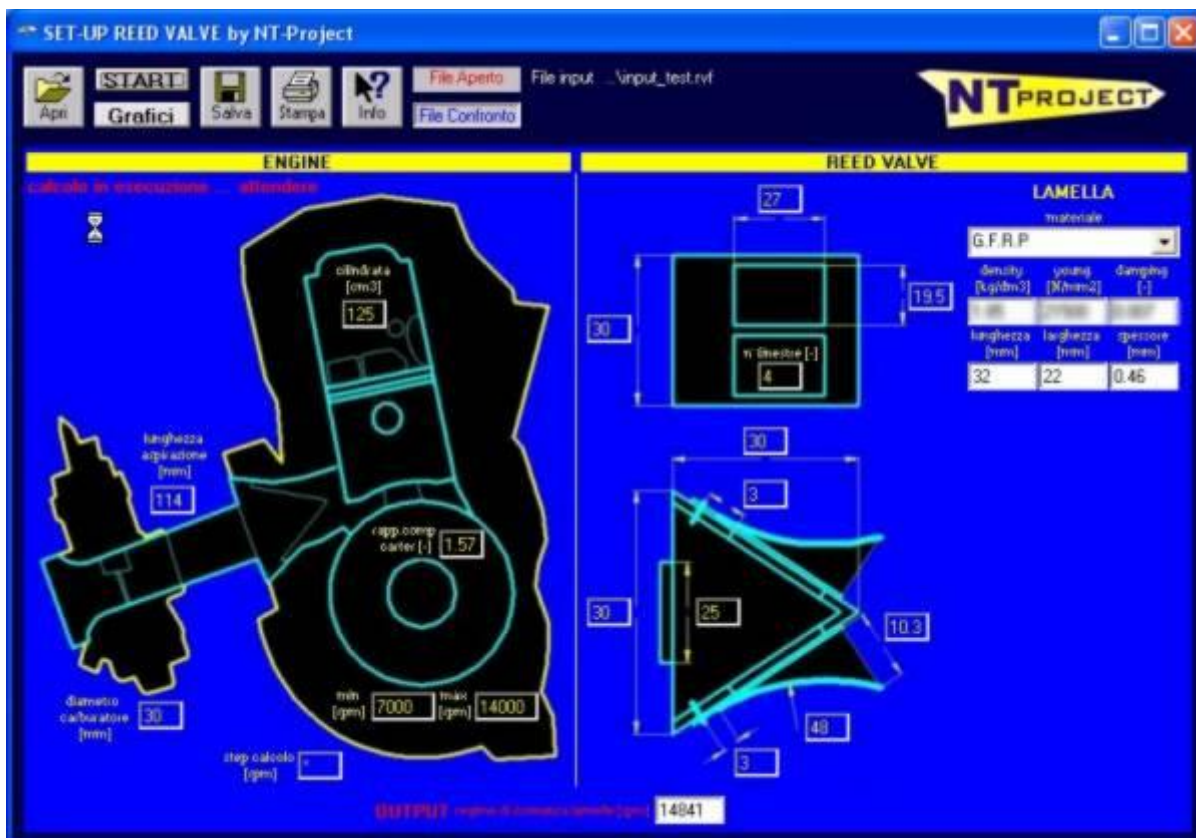 SET-UP REED VALVE by NT-Project
Apri
START
Grafici
Salva
Stampa
Info
File Aperto
File Confronto
File input ...\input_test.rvf
NTPROJECT
ENGINE
REED VALVE
calcolo in esecuzione.... attendere
cilindrata
[cm3]
125
lunghezza
aspirazione
[mm]
114
rapp.comp
carter [-]
1.57
diametro
carburatore
[mm]
30
min
[rpm]
7000
max
[rpm]
14000
step calcolo
[rpm]
27
30
19.5
n° finestre [-]
4
LAMELLA
materiale
G.F.R.P
density
[kg/dm3]
young
[N/mm2]
damping
[-]
lunghezza
[mm]
larghezza
[mm]
spessore
[mm]
32
22
0.46
30
3
30
25
10.3
48
3
OUTPUT
14841